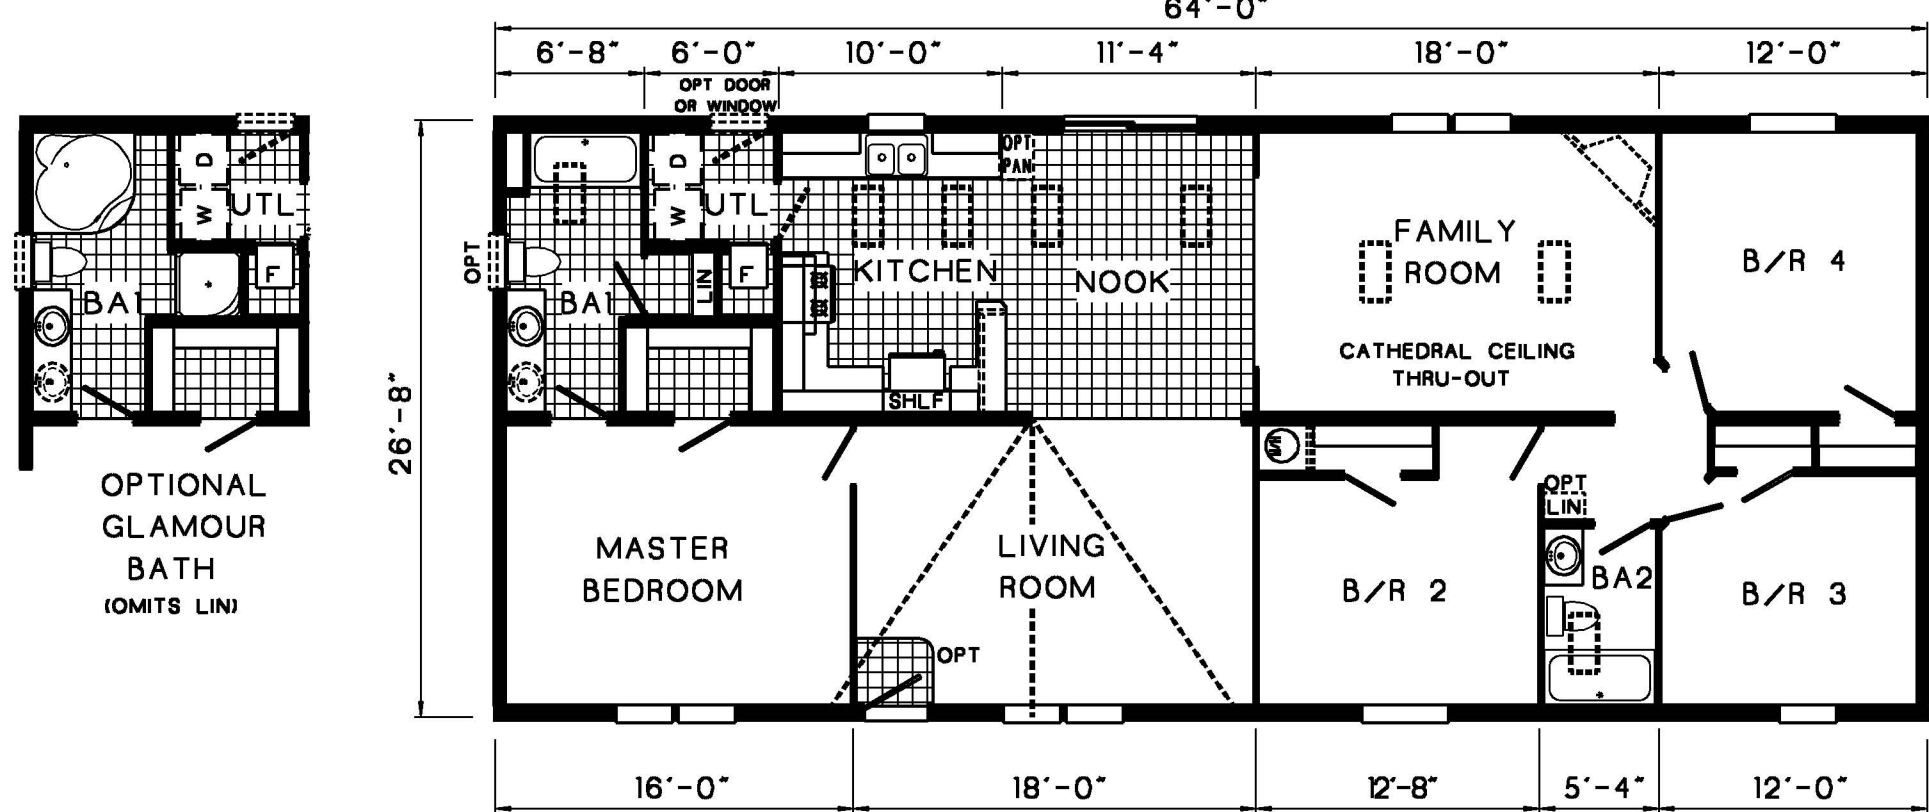 64'-0"
6'-8" 6'-0" 10'-0" 11'-4" 18'-0" 12'-0"
OPT DOOR
OR WINDOW
D
W
UTL
F
BA1
OPTIONAL
GLAMOUR
BATH
(OMITS LIN)
26'-8"
OPT
D
W
UTL
LIN
F
BA1
OPT
PAN
KITCHEN
NOOK
SHLF
FAMILY
ROOM
CATHEDRAL CEILING
THRU-OUT
B/R 4
MASTER
BEDROOM
LIVING
ROOM
OPT
WH
B/R 2
OPT
LIN
BA2
B/R 3
16'-0" 18'-0" 12'-8" 5'-4" 12'-0"